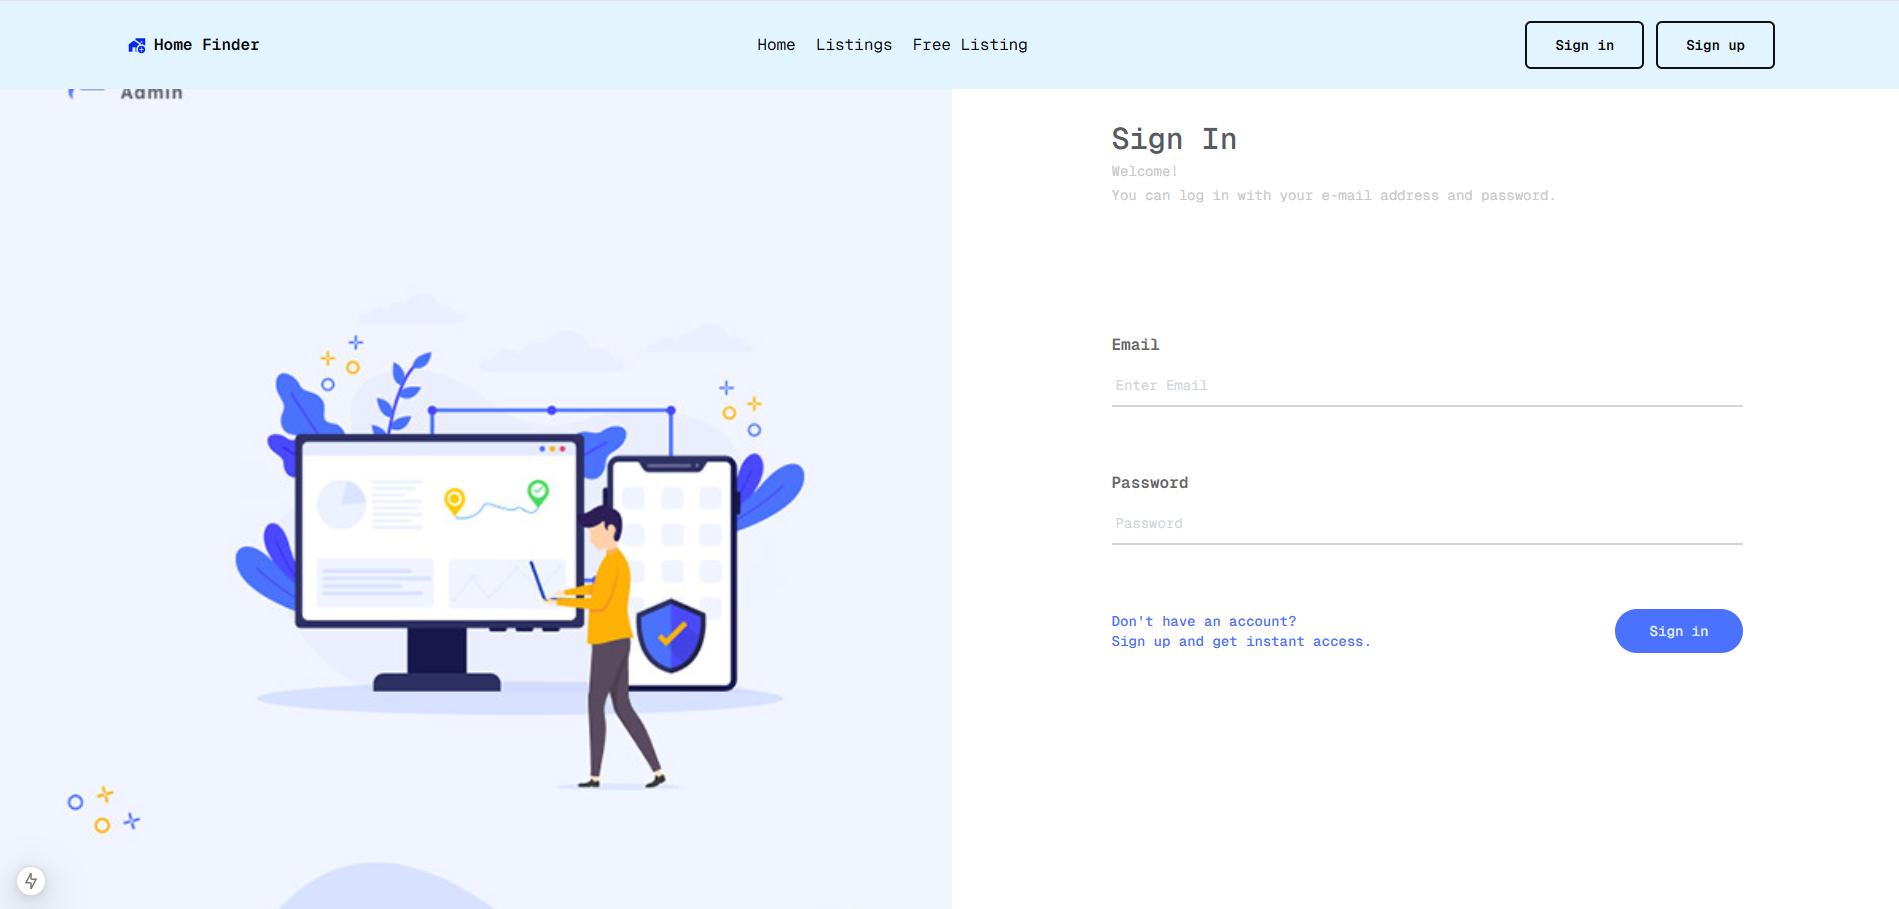 Home Finder
Home Listings Free Listing
Sign in Sign up
Admin
Sign In
Welcome!
You can log in with your e-mail address and password.
Email
Enter Email
Password
Password
Don't have an account?
Sign up and get instant access.
Sign in